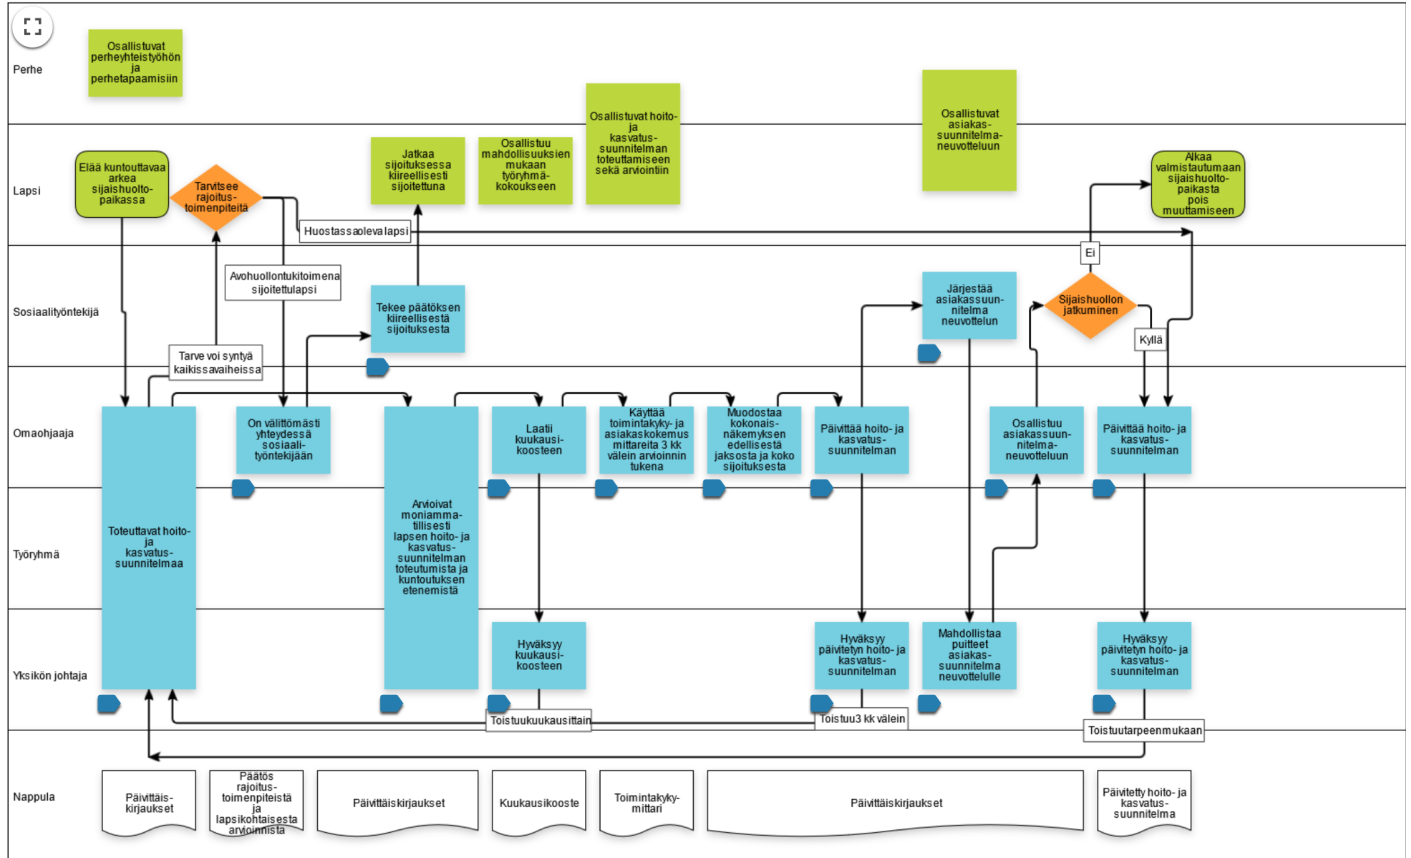 Osallistuvat
perheyhteistyöhön
ja
perhetapaamisiin
Perhe
Osallistuvat hoito-
ja
kasvatus-
suunnitelman
toteuttamiseen
sekä arviointiin
Osallistuvat
asiakas-
suunnitelma-
neuvotteluun
Lapsi
Elää kuntouttavaa
arkea
sijaishuolto-
paikassa
Tarvitsee
rajoitus-
toimenpiteitä
Jatkaa
sijoituksessa
kiireellisesti
sijoitettuna
Osallistuu
mahdollisuuksien
mukaan
työryhmä-
kokoukseen
Alkaa
valmistautumaan
sijaishuolto-
paikasta
pois
muuttamiseen
Huostassaolevalapsi
Ei
Sosiaalityöntekijä
Avohuollontukitoimena
sijoitettulapsi
Tekee päätöksen
kiireellisestä
sijoituksesta
Järjestää
asiakassuun-
nitelma
neuvottelun
Sijaishuollon
jatkuminen
Kyllä
Tarve voi syntyä
kaikissavaiheissa
Omaohjaaja
On välittömästi
yhteydessä
sosiaali-
työntekijään
Laatii
kuukausi-
koosteen
Käyttää
toimintakyky- ja
asiakaskokemus
mittareita 3 kk
välein arvioinnin
tukena
Muodostaa
kokonais-
näkemyksen
edellisestä
jaksosta ja koko
sijoituksesta
Päivittää hoito- ja
kasvatus-
suunnitelman
Osallistuu
asiakassuun-
nitelma-
neuvotteluun
Päivittää hoito- ja
kasvatus-
suunnitelman
Työryhmä
Toteuttavat hoito-
ja
kasvatus-
suunnitelmaa
Arvioivat
moniamma-
tillisesti
lapsen hoito- ja
kasvatus-
suunnitelman
toteutumista ja
kuntoutuksen
etenemistä
Yksikön johtaja
Hyväksyy
kuukausi-
koosteen
Hyväksyy
päivitetyn hoito- ja
kasvatus-
suunnitelman
Mahdollistaa
puitteet
asiakas-
suunnitelma
neuvottelulle
Hyväksyy
päivitetyn hoito- ja
kasvatus-
suunnitelman
Toistuukuukausittain
Toistuu3 kk välein
Toistuutarpeenmukaan
Nappula
Päivittäis-
kirjaukset
Päätös
rajoitus-
toimenpiteistä
ja
lapsikohtaisesta
arvioinnista
Päivittäiskirjaukset
Kuukausikooste
Toimintakyky-
mittari
Päivittäiskirjaukset
Päivitetty hoito- ja
kasvatus-
suunnitelma